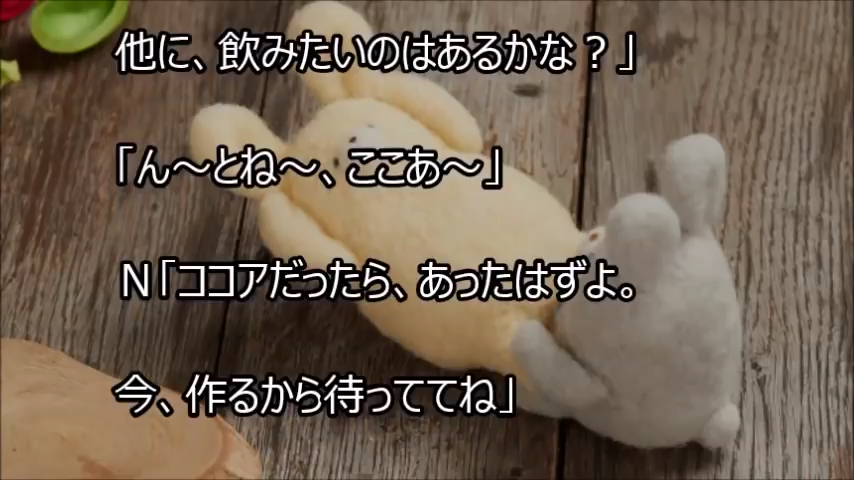 他に、飲みたいのはあるかな？」
「ん～とね～、ここあ～」
N「ココアだったら、あったはずよ。
今、作るから待っててね」